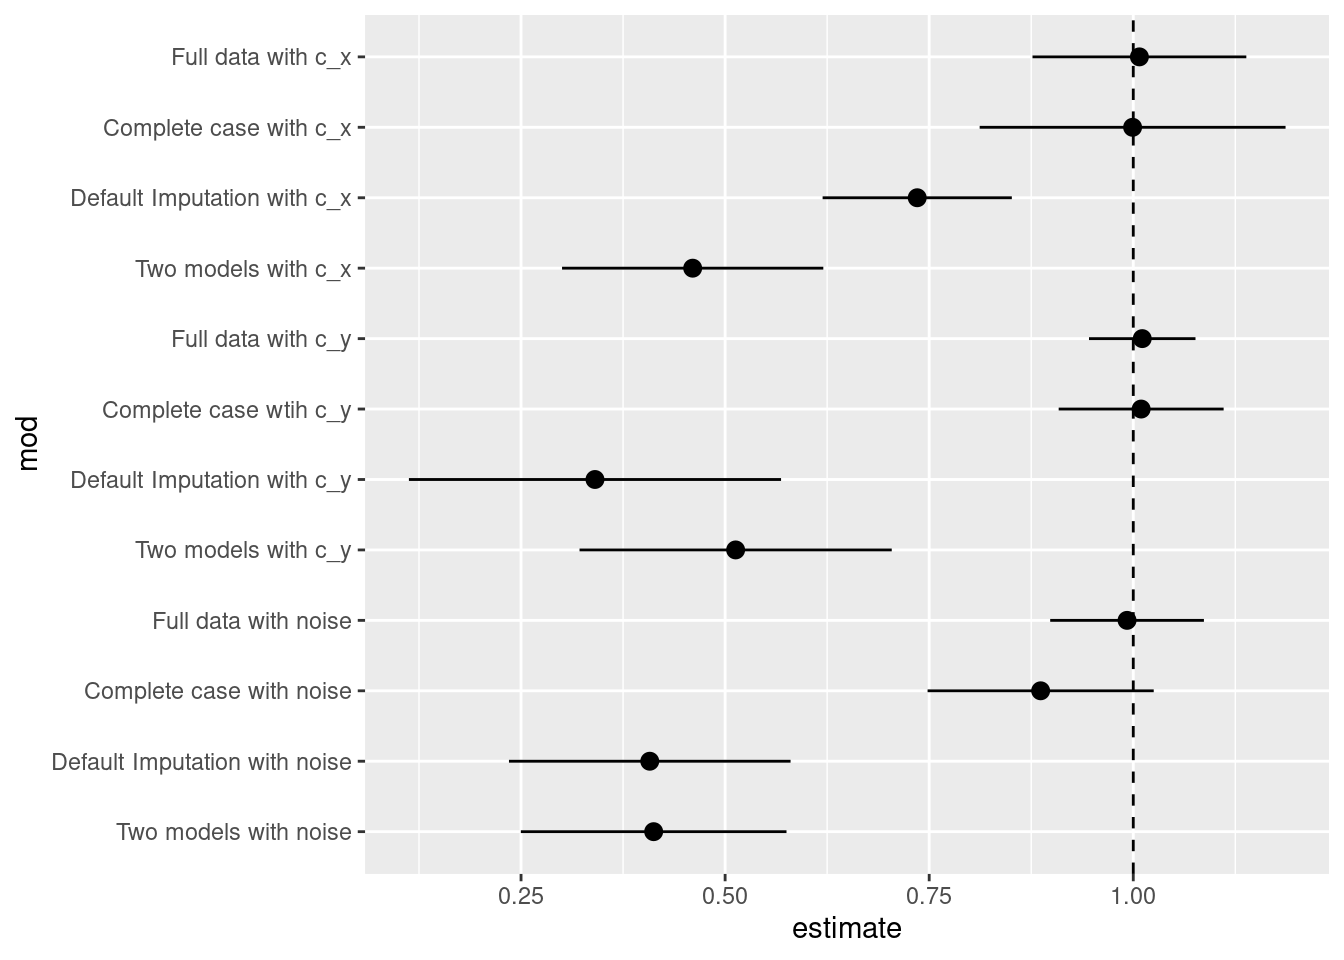 Full data with c_x
Complete case with c_x
Default Imputation with c_x
Two models with c_x
Full data with c_y
Complete case wtih c_y
Default Imputation with c_y
Two models with c_y
Full data with noise
Complete case with noise
Default Imputation with noise
Two models with noise
mod
0.25 0.50 0.75 1.00
estimate